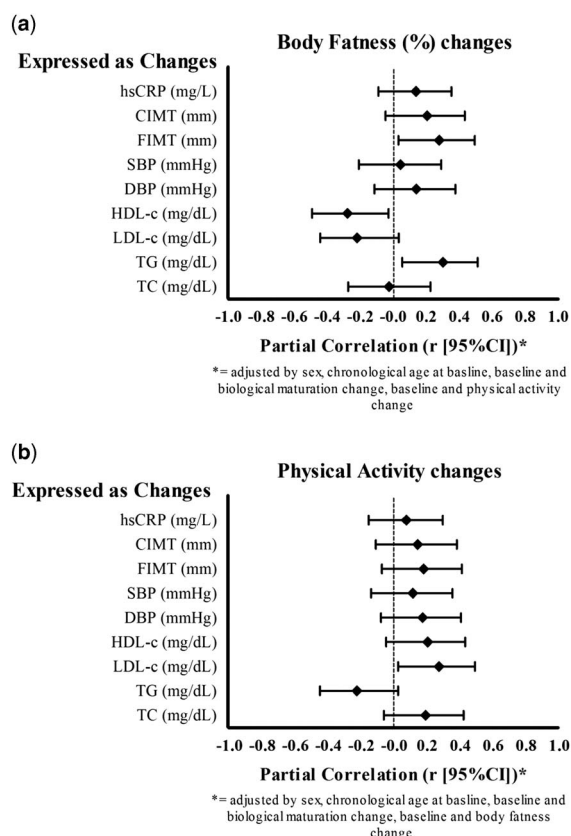 (a)
Body Fatness (%) changes
Expressed as Changes
hsCRP (mg/L)
CIMT (mm)
FIMT (mm)
SBP (mmHg)
DBP (mmHg)
HDL-c (mg/dL)
LDL-c (mg/dL)
TG (mg/dL)
TC (mg/dL)
-1.0 -0.8 -0.6 -0.4 -0.2 -0.0 0.2 0.4 0.6 0.8 1.0
Partial Correlation (r [95%CI])*
*= adjusted by sex, chronological age at basline, baseline and
biological maturation change, baseline and physical activity
change
(b)
Physical Activity changes
Expressed as Changes
hsCRP (mg/L)
CIMT (mm)
FIMT (mm)
SBP (mmHg)
DBP (mmHg)
HDL-c (mg/dL)
LDL-c (mg/dL)
TG (mg/dL)
TC (mg/dL)
-1.0 -0.8 -0.6 -0.4 -0.2 -0.0 0.2 0.4 0.6 0.8 1.0
Partial Correlation (r [95%CI])*
*= adjusted by sex, chronological age at basline, baseline and
biological maturation change, baseline and body fatness
change